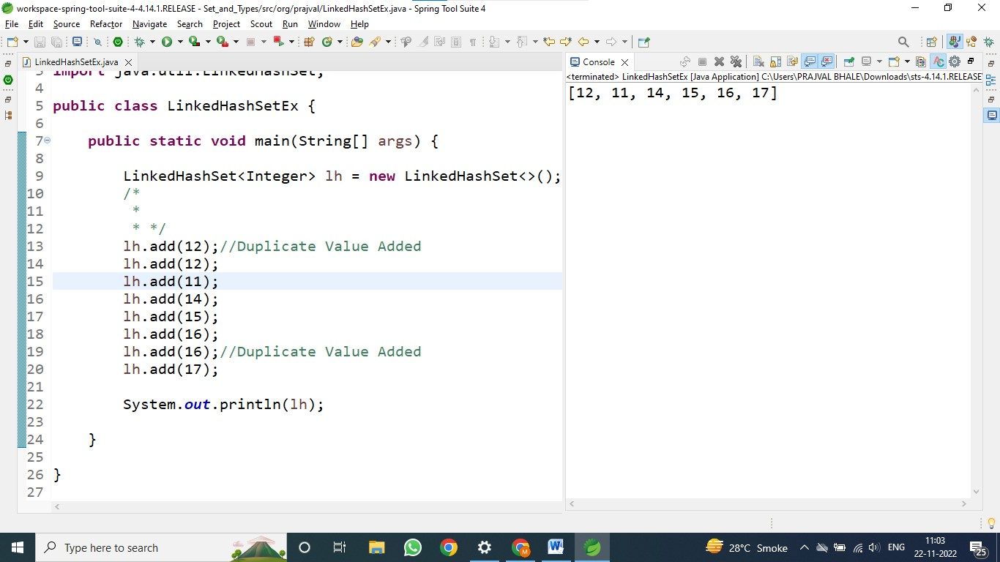 workspace-spring-tool-suite-4-4.14.1.RELEASE - Set_and_Types/src/org/prajval/LinkedHashSetEx.java - Spring Tool Suite 4
File Edit Source Refactor Navigate Search Project Scout Run Window Help
LinkedHashSetEx.java
3 import java.util.LinkedHashSet;
4
5 public class LinkedHashSetEx {
6
7 public static void main(String[] args) {
8
9 LinkedHashSet<Integer> lh = new LinkedHashSet<>();
10 /*
11 *
12 * */
13 lh.add(12);//Duplicate Value Added
14 lh.add(12);
15 lh.add(11);
16 lh.add(14);
17 lh.add(15);
18 lh.add(16);
19 lh.add(16);//Duplicate Value Added
20 lh.add(17);
21
22 System.out.println(lh);
23
24 }
25
26 }
27
Console
<terminated> LinkedHashSetEx [Java Application] C:\Users\PRAJVAL BHALE\Downloads\sts-4.14.1.RELEASE
[12, 11, 14, 15, 16, 17]
Type here to search
28°C Smoke
ENG
11:03
22-11-2022
25